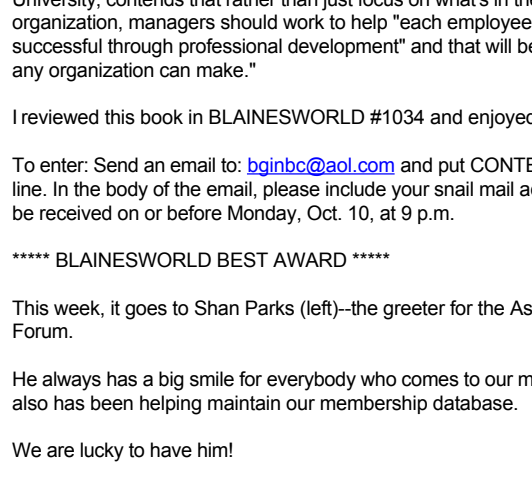 University, contends that rather than just focus on what's in the
organization, managers should work to help "each employee
successful through professional development" and that will be
any organization can make."
I reviewed this book in BLAINESWORLD #1034 and enjoyed
To enter: Send an email to: bginbc@aol.com and put CONTE
line. In the body of the email, please include your snail mail a
be received on or before Monday, Oct. 10, at 9 p.m.
***** BLAINESWORLD BEST AWARD *****
This week, it goes to Shan Parks (left)--the greeter for the As
Forum.
He always has a big smile for everybody who comes to our m
also has been helping maintain our membership database.
We are lucky to have him!